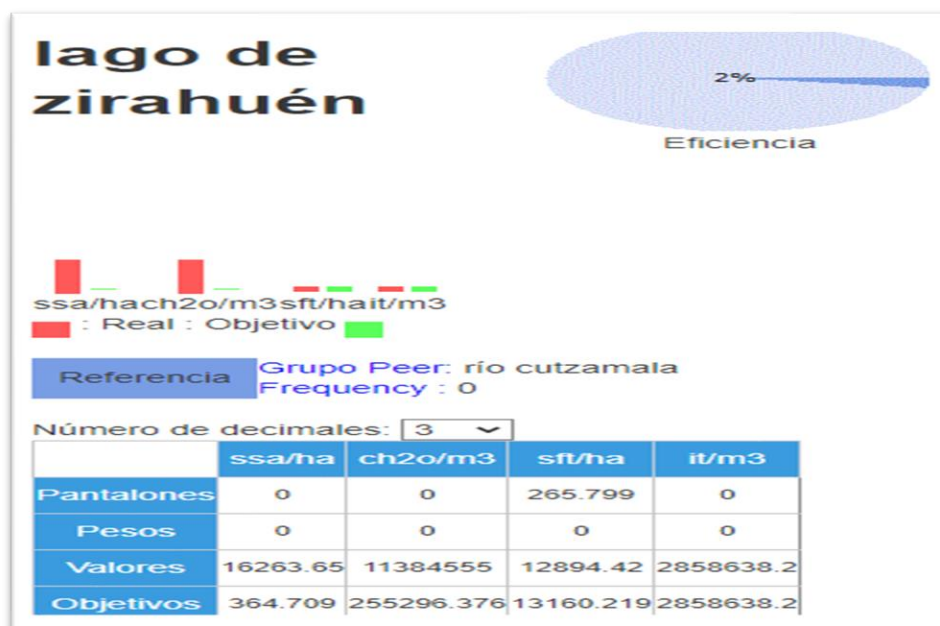 lago de
zirahuén
2%
Eficiencia
ssa/hach2o/m3sft/hait/m3
: Real : Objetivo
Referencia
Grupo Peer: río cutzamala
Frequency : 0
Número de decimales: 3
ssa/ha ch2o/m3 sft/ha it/m3
Pantalones 0 0 265.799 0
Pesos 0 0 0 0
Valores 16263.65 11384555 12894.42 2858638.2
Objetivos 364.709 255296.376 13160.219 2858638.2